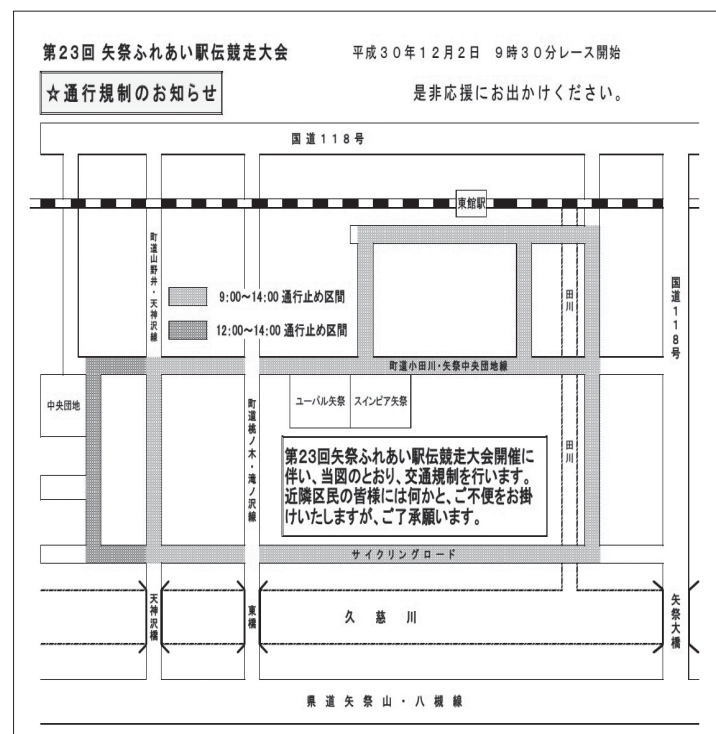 第23回 矢祭ふれあい駅伝競走大会
平成30年12月2日 9時30分レース開始
☆通行規制のお知らせ
是非応援にお出かけください。
国道118号
東館駅
町道山野井・天神沢線
9:00～14:00 通行止め区間
12:00～14:00 通行止め区間
田川
国道118号
町道小田川・矢祭中央団地線
中央団地
ユーパル矢祭
スインピア矢祭
町道桃ノ木・滝ノ沢線
第23回矢祭ふれあい駅伝競走大会開催に
伴い、当図のとおり、交通規制を行います。
近隣区民の皆様には何かと、ご不便をお掛
けいたしますが、ご了承願います。
田川
サイクリングロード
天神沢橋
東橋
久慈川
矢祭大橋
県道矢祭山・八槻線